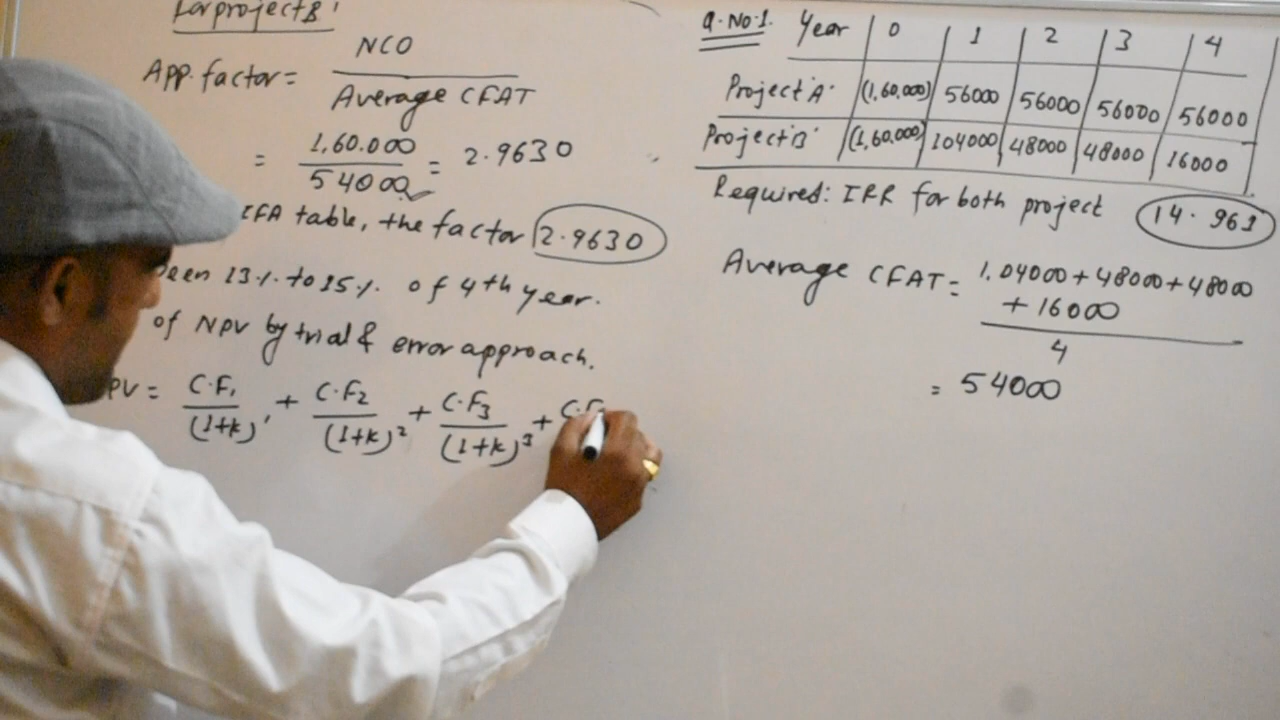 For project 'B'
App. factor = NCO
Average CFAT
= 1,60,000 = 2.9630
54000
IFA table, the factor 2.9630
een 13% to 15% of 4th year.
of NPV by trial & error approach.
PV = C.F1 + C.F2 + C.F3 + C.F
(1+k)1 (1+k)2 (1+k)3
Q.No.1. Year 0 1 2 3 4
Project 'A' (1,60,000) 56000 56000 56000 56000
Project 'B' (1,60,000) 104000 48000 48000 16000
Required: IRR for both project 14.961
Average CFAT = 1,04000 + 48000 + 48000
+ 16000
4
= 54000